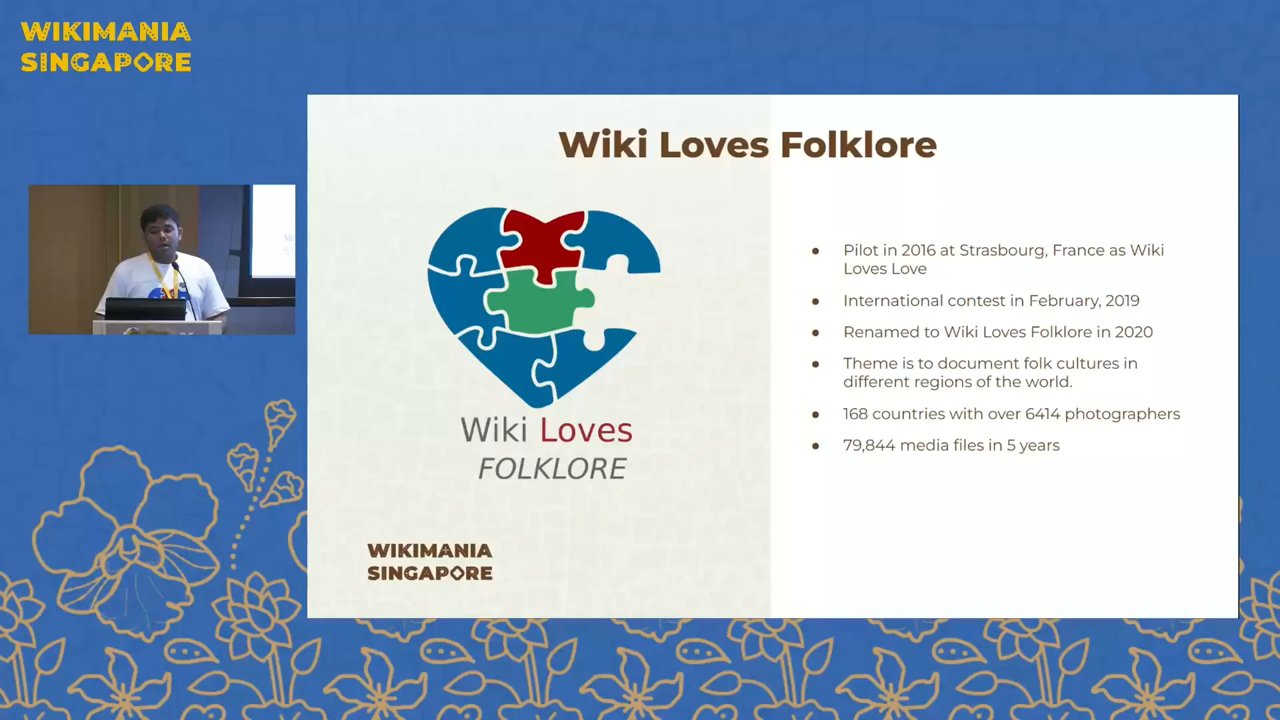 WIKIMANIA
SINGAPORE
Wiki Loves Folklore
Wiki Loves
FOLKLORE
• Pilot in 2016 at Strasbourg, France as Wiki
Loves Love
• International contest in February, 2019
• Renamed to Wiki Loves Folklore in 2020
• Theme is to document folk cultures in
different regions of the world.
• 168 countries with over 6414 photographers
• 79,844 media files in 5 years
WIKIMANIA
SINGAPORE